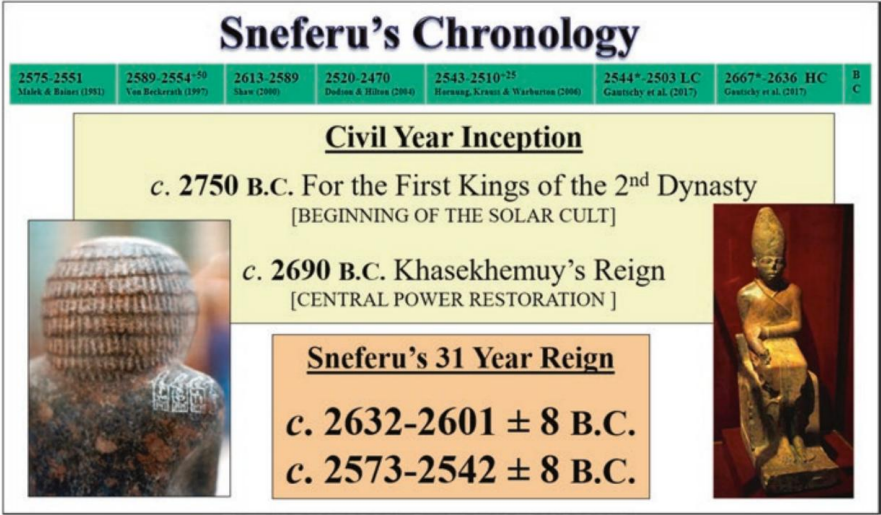 Sneferu's Chronology
2575-2551
Malek & Baines (1981)
2589-2554+50
Von Beckerath (1997)
2613-2589
Shaw (2000)
2520-2470
Dodson & Hilton (2004)
2543-2510+25
Hornung, Krauss & Warburton (2006)
2544*-2503 LC
Gautschy et al. (2017)
2667*-2636 HC
Gautschy et al. (2017)
B
C
Civil Year Inception
c. 2750 B.C. For the First Kings of the 2nd Dynasty
[BEGINNING OF THE SOLAR CULT]
c. 2690 B.C. Khasekhemuy's Reign
[CENTRAL POWER RESTORATION ]
Sneferu's 31 Year Reign
c. 2632-2601 ± 8 B.C.
c. 2573-2542 ± 8 B.C.